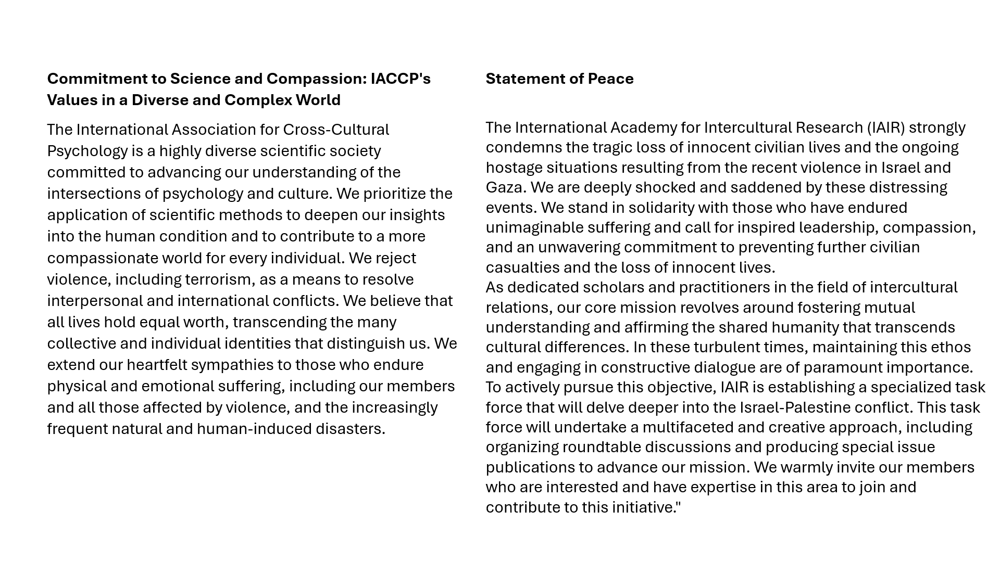 Commitment to Science and Compassion: IACCP's
Values in a Diverse and Complex World
The International Association for Cross-Cultural
Psychology is a highly diverse scientific society
committed to advancing our understanding of the
intersections of psychology and culture. We prioritize the
application of scientific methods to deepen our insights
into the human condition and to contribute to a more
compassionate world for every individual. We reject
violence, including terrorism, as a means to resolve
interpersonal and international conflicts. We believe that
all lives hold equal worth, transcending the many
collective and individual identities that distinguish us. We
extend our heartfelt sympathies to those who endure
physical and emotional suffering, including our members
and all those affected by violence, and the increasingly
frequent natural and human-induced disasters.
Statement of Peace
The International Academy for Intercultural Research (IAIR) strongly
condemns the tragic loss of innocent civilian lives and the ongoing
hostage situations resulting from the recent violence in Israel and
Gaza. We are deeply shocked and saddened by these distressing
events. We stand in solidarity with those who have endured
unimaginable suffering and call for inspired leadership, compassion,
and an unwavering commitment to preventing further civilian
casualties and the loss of innocent lives.
As dedicated scholars and practitioners in the field of intercultural
relations, our core mission revolves around fostering mutual
understanding and affirming the shared humanity that transcends
cultural differences. In these turbulent times, maintaining this ethos
and engaging in constructive dialogue are of paramount importance.
To actively pursue this objective, IAIR is establishing a specialized task
force that will delve deeper into the Israel-Palestine conflict. This task
force will undertake a multifaceted and creative approach, including
organizing roundtable discussions and producing special issue
publications to advance our mission. We warmly invite our members
who are interested and have expertise in this area to join and
contribute to this initiative."